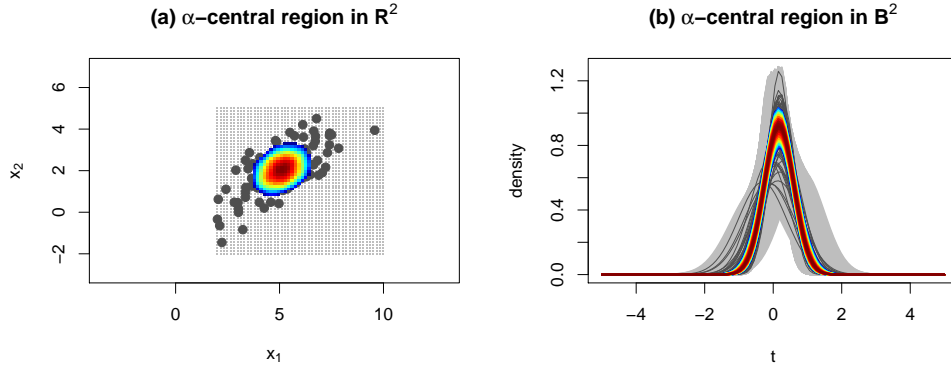 (a) α−central region in R²
x₂
6
4
2
0
−2
0
5
10
x₁
(b) α−central region in B²
density
1.2
0.8
0.4
0.0
−4
−2
0
2
4
t